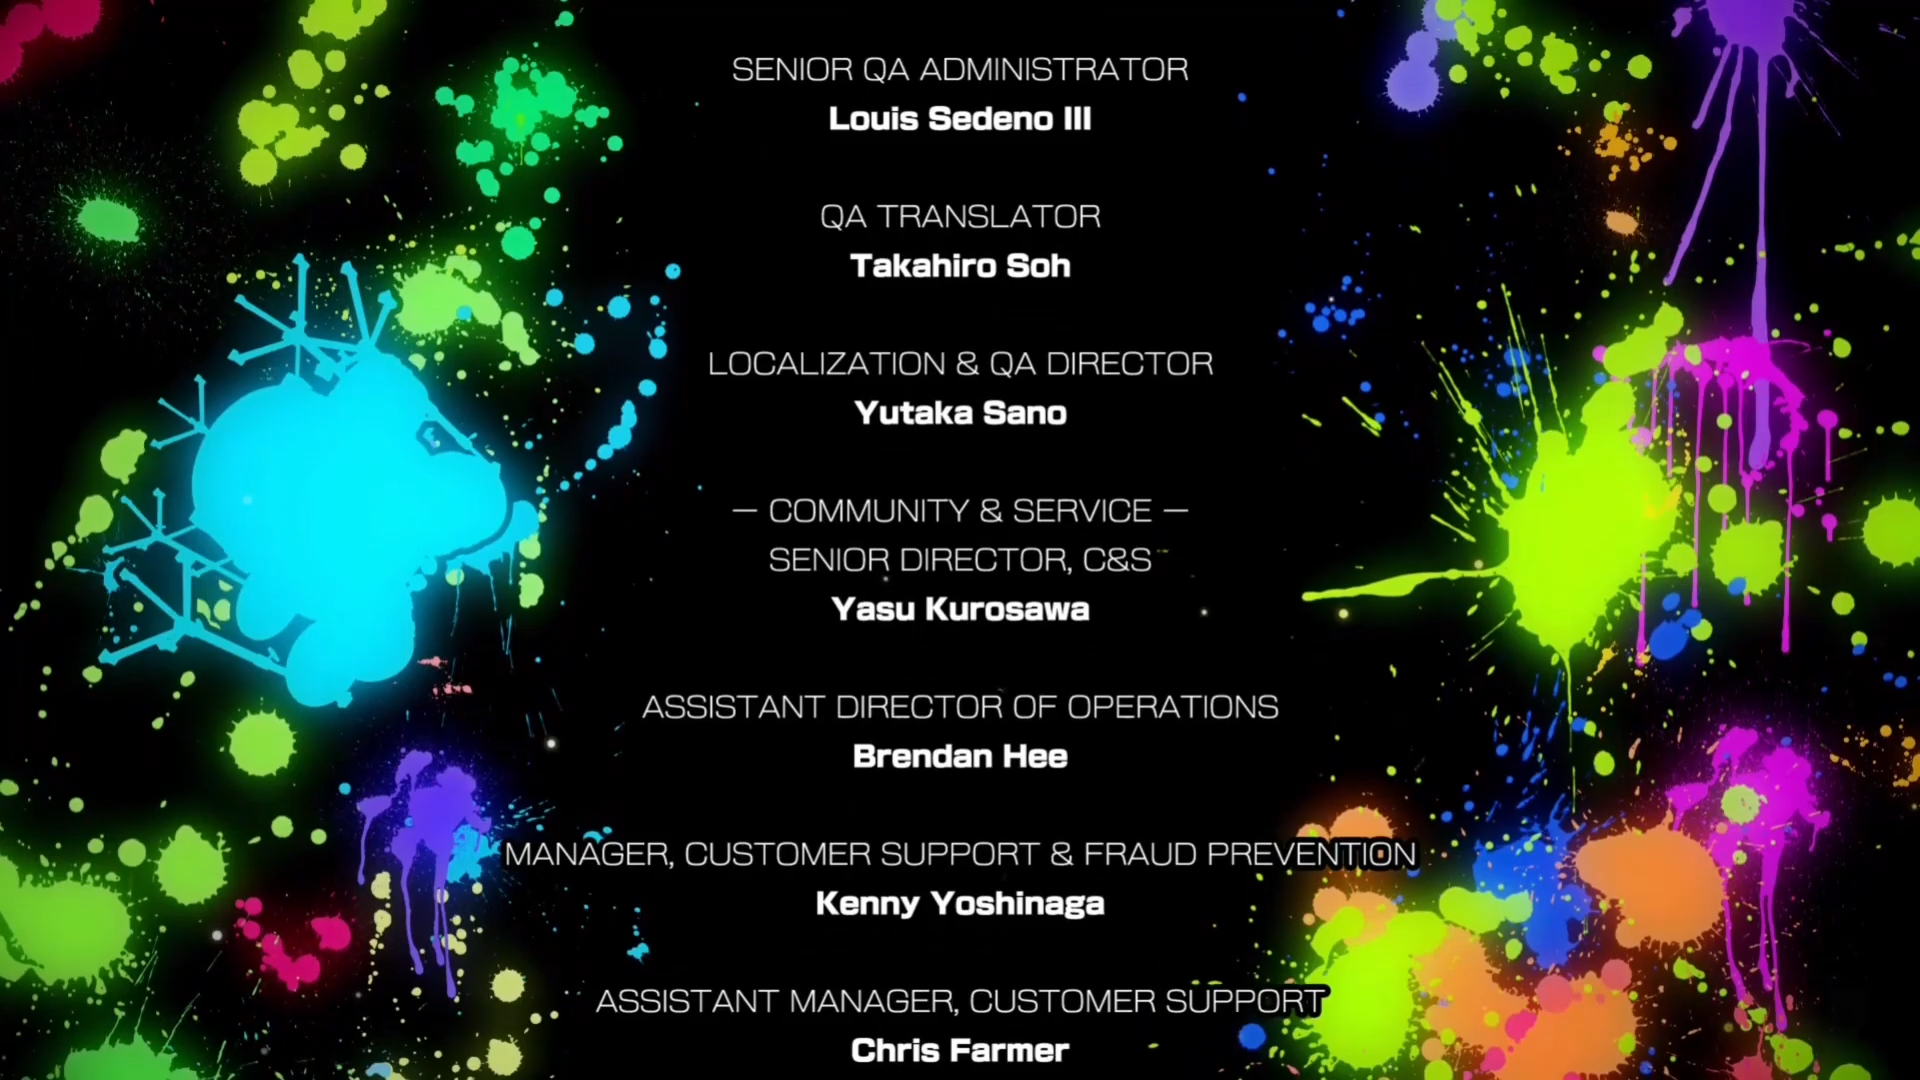 SENIOR QA ADMINISTRATOR
Louis Sedeno III
QA TRANSLATOR
Takahiro Soh
LOCALIZATION & QA DIRECTOR
Yutaka Sano
— COMMUNITY & SERVICE —
SENIOR DIRECTOR, C&S
Yasu Kurosawa
ASSISTANT DIRECTOR OF OPERATIONS
Brendan Hee
MANAGER, CUSTOMER SUPPORT & FRAUD PREVENTION
Kenny Yoshinaga
ASSISTANT MANAGER, CUSTOMER SUPPORT
Chris Farmer